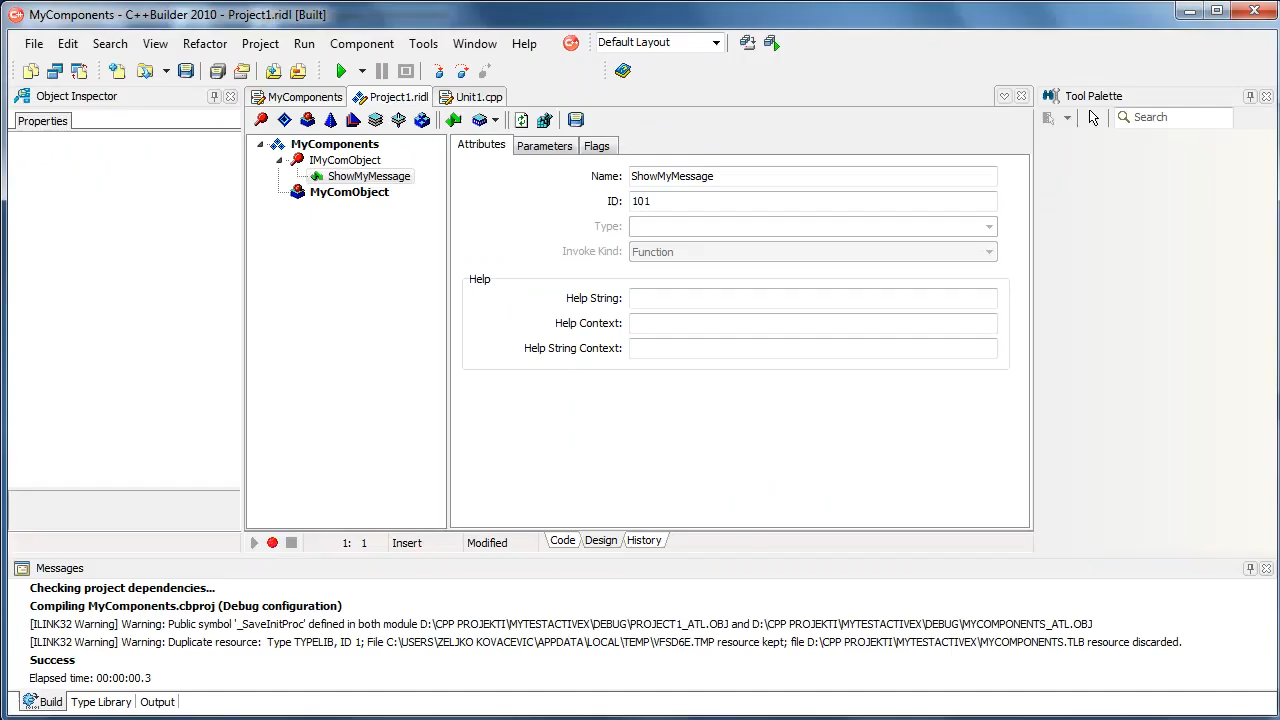 MyComponents - C++Builder 2010 - Project1.ridl [Built]
File Edit Search View Refactor Project Run Component Tools Window Help Default Layout
Object Inspector
Properties
MyComponents Project1.ridl Unit1.cpp
MyComponents
IMyComObject
ShowMyMessage
MyComObject
Attributes Parameters Flags
Name: ShowMyMessage
ID: 101
Type:
Invoke Kind: Function
Help
Help String:
Help Context:
Help String Context:
Tool Palette
Search
1: 1 Insert Modified Code Design History
Messages
Checking project dependencies...
Compiling MyComponents.cbproj (Debug configuration)
[ILINK32 Warning] Warning: Public symbol '_SaveInitProc' defined in both module D:\CPP PROJEKTI\MYTESTACTIVEX\DEBUG\PROJECT1_ATL.OBJ and D:\CPP PROJEKTI\MYTESTACTIVEX\DEBUG\MYCOMPONENTS_ATL.OBJ
[ILINK32 Warning] Warning: Duplicate resource:  Type TYPELIB, ID 1; File C:\USERS\ZELJKO KOVACEVIC\APPDATA\LOCAL\TEMP\VFSD6E.TMP resource kept; file D:\CPP PROJEKTI\MYTESTACTIVEX\MYCOMPONENTS.TLB resource discarded.
Success
Elapsed time: 00:00:00.3
Build Type Library Output